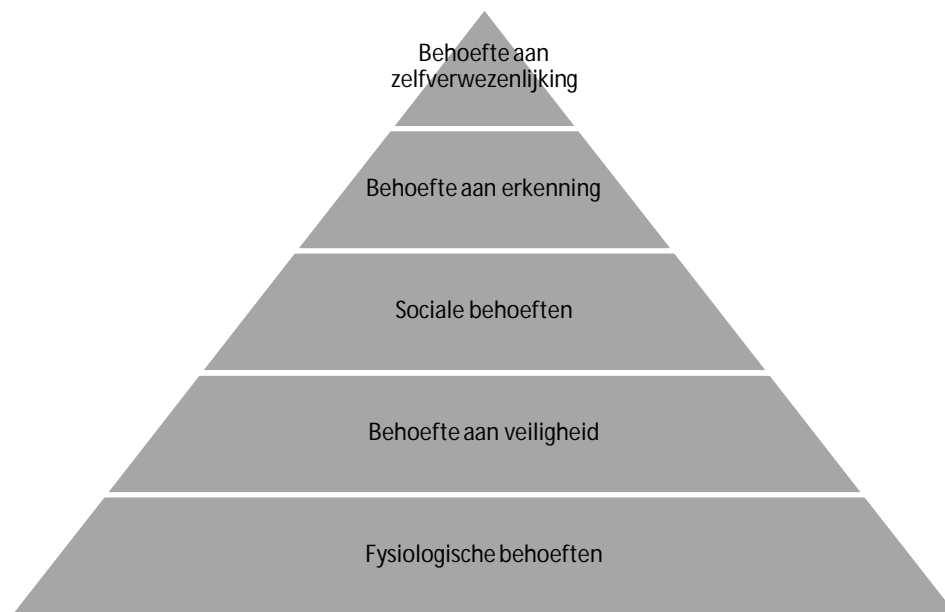 Behoefte aan
zelfverwezenlijking
Behoefte aan erkenning
Sociale behoeften
Behoefte aan veiligheid
Fysiologische behoeften